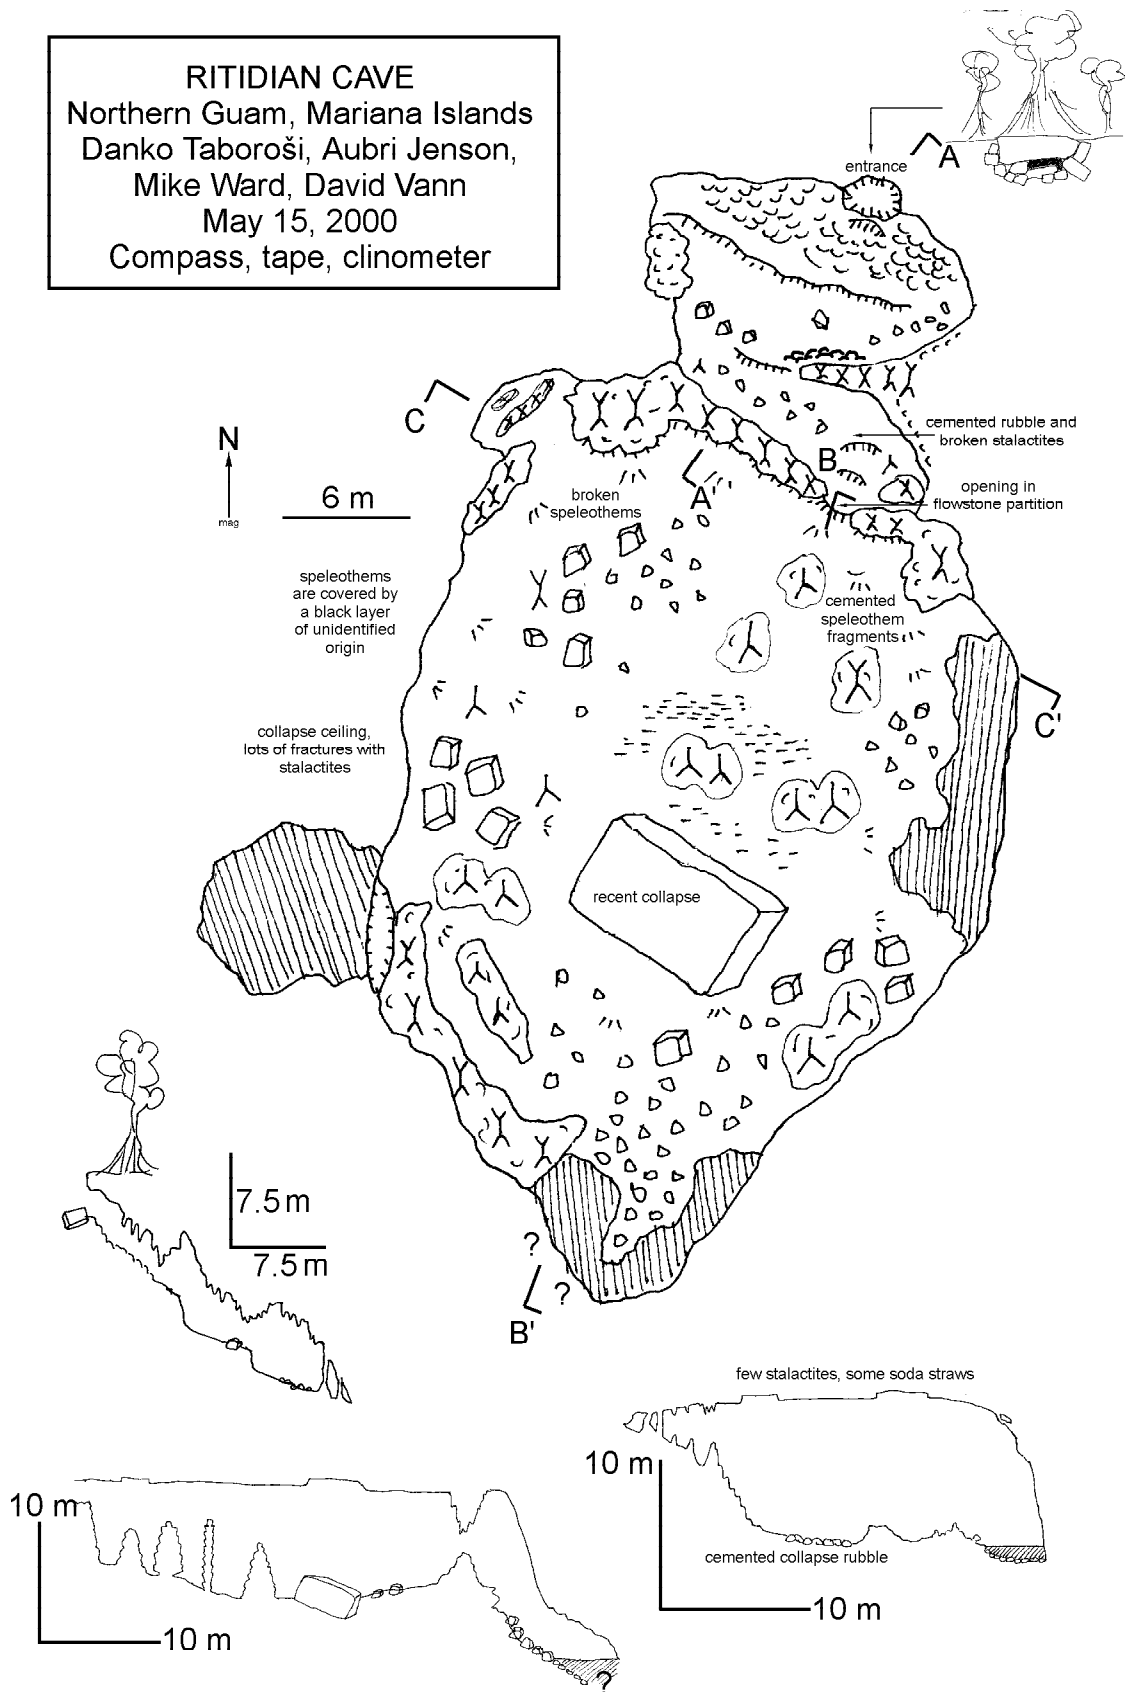 RITIDIAN CAVE
Northern Guam, Mariana Islands
Danko Taboroši, Aubri Jenson,
Mike Ward, David Vann
May 15, 2000
Compass, tape, clinometer
entrance
A
C
N
mag
6 m
cemented rubble and
broken stalactites
B
opening in
flowstone partition
A'
broken
speleothems
speleothems
are covered by
a black layer
of unidentified
origin
cemented
speleothem
fragments
C'
collapse ceiling,
lots of fractures with
stalactites
recent collapse
7.5 m
7.5 m
?
?
B'
few stalactites, some soda straws
10 m
cemented collapse rubble
10 m
10 m
10 m
?